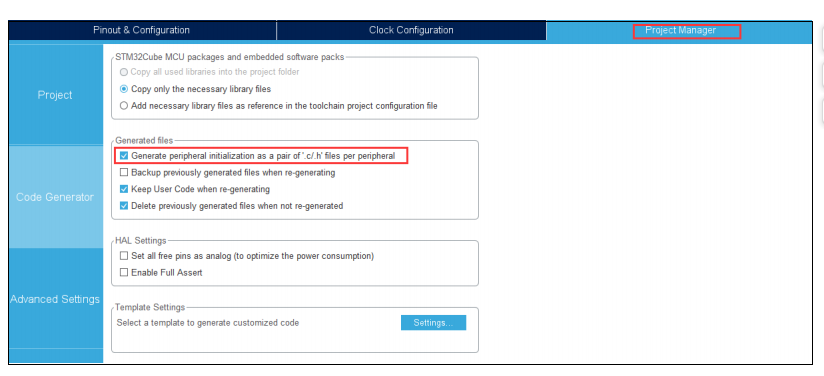 Pinout & Configuration
Clock Configuration
Project Manager
Project
Code Generator
Advanced Settings
STM32Cube MCU packages and embedded software packs
Copy all used libraries into the project folder
Copy only the necessary library files
Add necessary library files as reference in the toolchain project configuration file
Generated files
Generate peripheral initialization as a pair of '.c/.h' files per peripheral
Backup previously generated files when re-generating
Keep User Code when re-generating
Delete previously generated files when not re-generated
HAL Settings
Set all free pins as analog (to optimize the power consumption)
Enable Full Assert
Template Settings
Select a template to generate customized code
Settings...